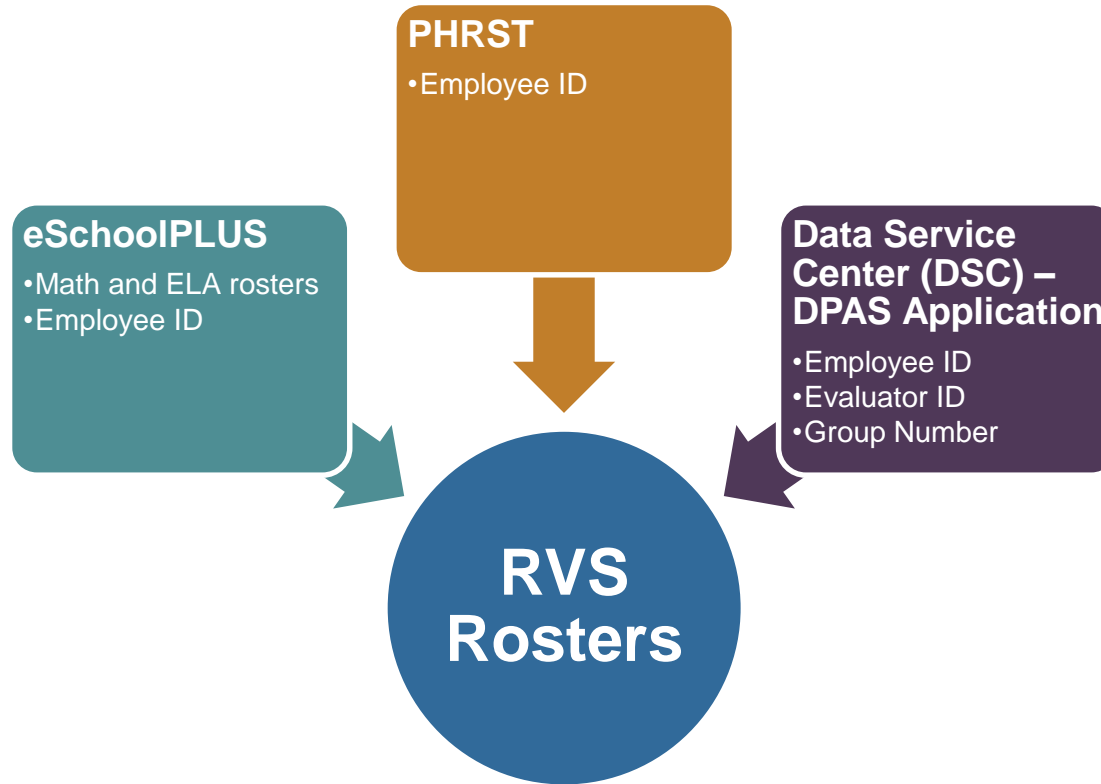 PHRST
•Employee ID
eSchoolPLUS
•Math and ELA rosters
•Employee ID
Data Service
Center (DSC) –
DPAS Application
•Employee ID
•Evaluator ID
•Group Number
RVS
Rosters